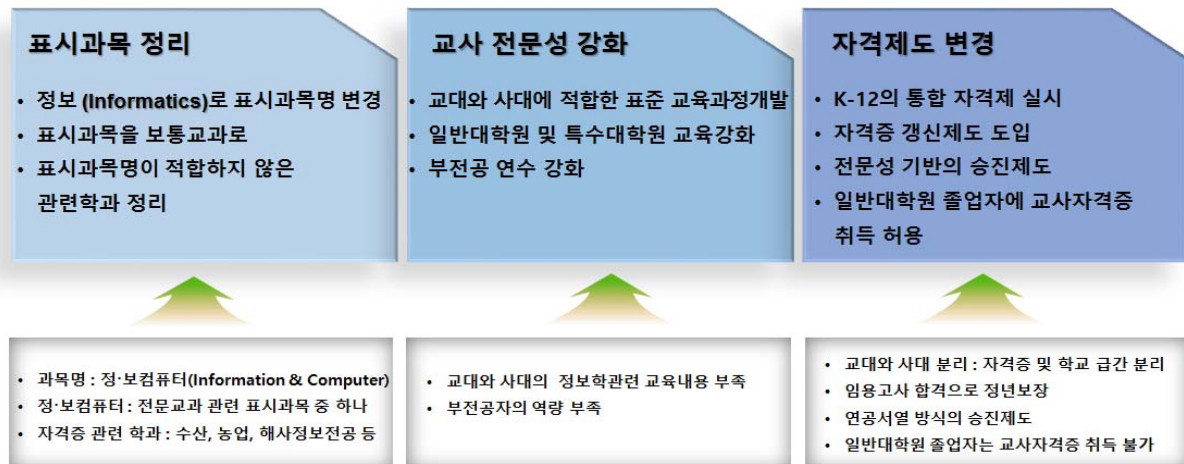 표시과목 정리
• 정보 (Informatics)로 표시과목명 변경
• 표시과목을 보통교과로
• 표시과목명이 적합하지 않은
관련학과 정리
교사 전문성 강화
• 교대와 사대에 적합한 표준 교육과정개발
• 일반대학원 및 특수대학원 교육강화
• 부전공 연수 강화
자격제도 변경
• K-12의 통합 자격제 실시
• 자격증 갱신제도 도입
• 전문성 기반의 승진제도
• 일반대학원 졸업자에 교사자격증
취득 허용
• 과목명 : 정·보컴퓨터(Information & Computer)
• 정·보컴퓨터 : 전문교과 관련 표시과목 중 하나
• 자격증 관련 학과 : 수산, 농업, 해사정보전공 등
• 교대와 사대의 정보학관련 교육내용 부족
• 부전공자의 역량 부족
• 교대와 사대 분리 : 자격증 및 학교 급간 분리
• 임용고사 합격으로 정년보장
• 연공서열 방식의 승진제도
• 일반대학원 졸업자는 교사자격증 취득 불가